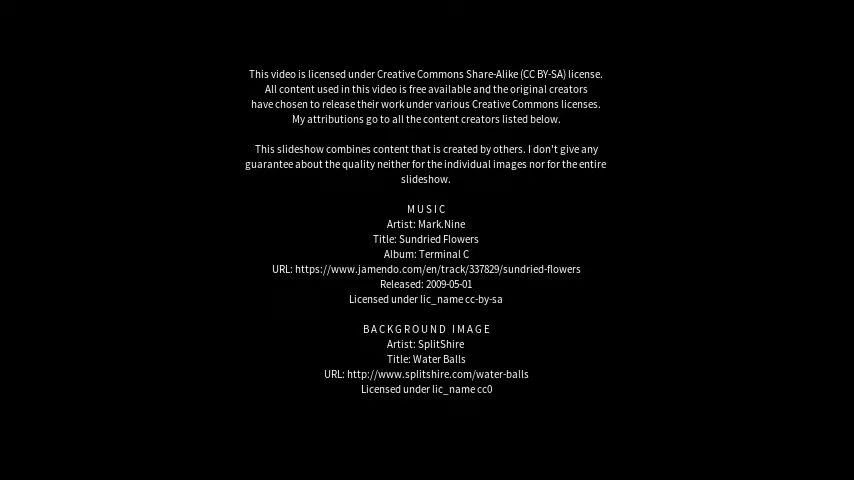 This video is licensed under Creative Commons Share-Alike (CC BY-SA) license.
All content used in this video is free available and the original creators
have chosen to release their work under various Creative Commons licenses.
My attributions go to all the content creators listed below.
This slideshow combines content that is created by others. I don't give any
guarantee about the quality neither for the individual images nor for the entire
slideshow.
MUSIC
Artist: Mark.Nine
Title: Sundried Flowers
Album: Terminal C
URL: https://www.jamendo.com/en/track/337829/sundried-flowers
Released: 2009-05-01
Licensed under lic_name cc-by-sa
BACKGROUND IMAGE
Artist: SplitShire
Title: Water Balls
URL: http://www.splitshire.com/water-balls
Licensed under lic_name cc0